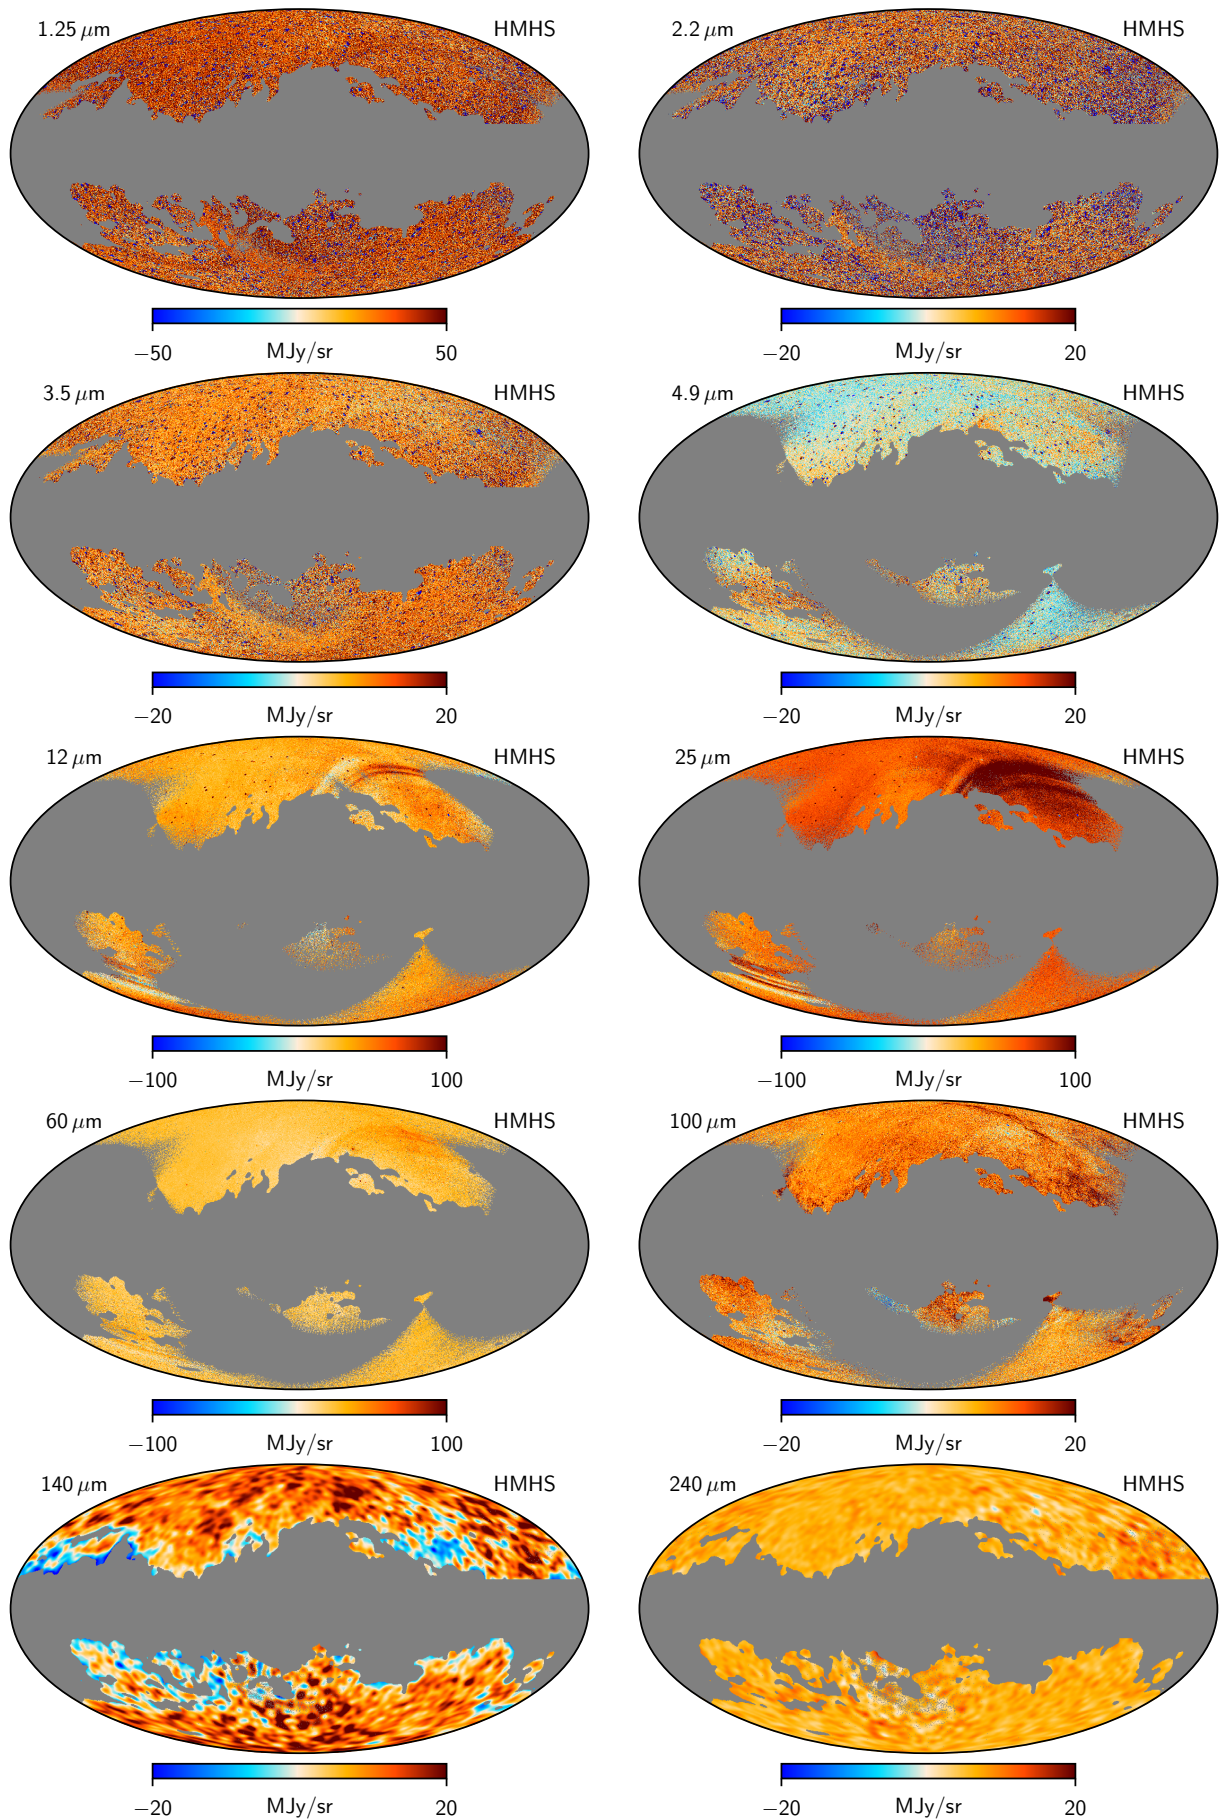 1.25 μm HMHS 2.2 μm HMHS
−50 MJy/sr 50 −20 MJy/sr 20
3.5 μm HMHS 4.9 μm HMHS
−20 MJy/sr 20 −20 MJy/sr 20
12 μm HMHS 25 μm HMHS
−100 MJy/sr 100 −100 MJy/sr 100
60 μm HMHS 100 μm HMHS
−100 MJy/sr 100 −20 MJy/sr 20
140 μm HMHS 240 μm HMHS
−20 MJy/sr 20 −20 MJy/sr 20